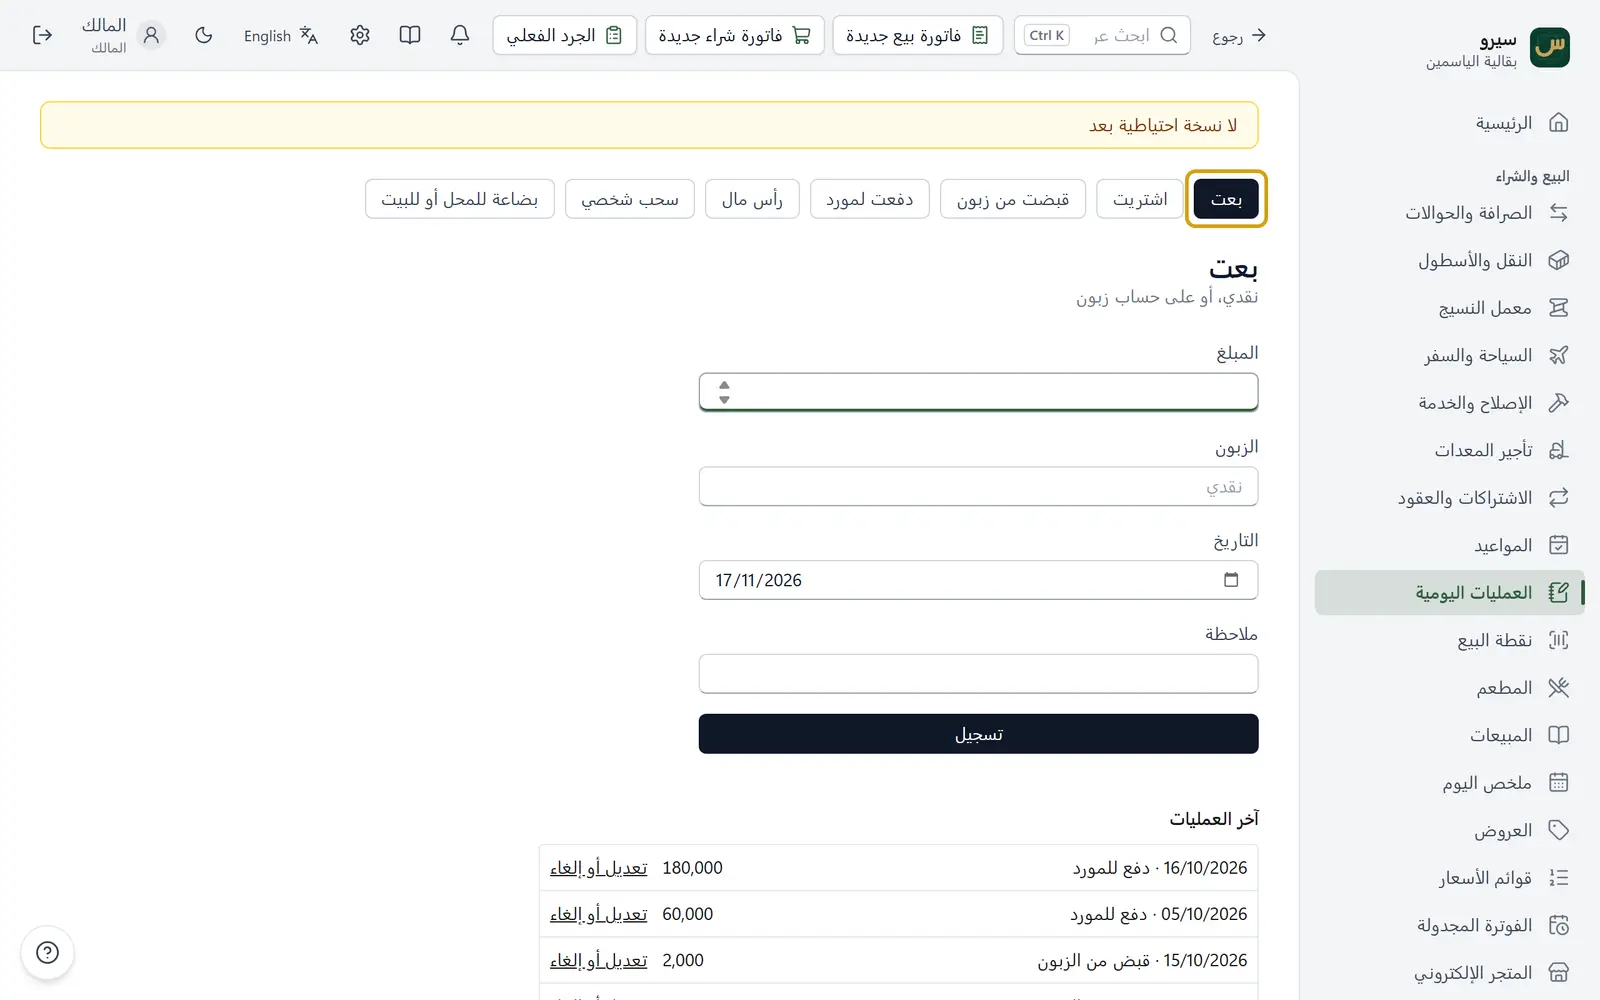 سيرو
بقالية الياسمين
رجوع
ابحث عن
Ctrl K
فاتورة بيع جديدة
فاتورة شراء جديدة
الجرد الفعلي
English
المالك
المالك
الرئيسية
البيع والشراء
الصرافة والحوالات
النقل والأسطول
معمل النسيج
السياحة والسفر
الإصلاح والخدمة
تأجير المعدات
الاشتراكات والعقود
المواعيد
العمليات اليومية
نقطة البيع
المطعم
المبيعات
ملخص اليوم
العروض
قوائم الأسعار
الفوترة المجدولة
المتجر الإلكتروني
لا نسخة احتياطية بعد
بعت
اشتريت
قبضت من زبون
دفعت لمورد
رأس مال
سحب شخصي
بضاعة للمحل أو للبيت
بعت
نقدي، أو على حساب زبون
المبلغ
الزبون
نقدي
التاريخ
17/11/2026
ملاحظة
تسجيل
آخر العمليات
16/10/2026 · دفع للمورد 180,000 تعديل أو إلغاء
05/10/2026 · دفع للمورد 60,000 تعديل أو إلغاء
15/10/2026 · قبض من الزبون 2,000 تعديل أو إلغاء